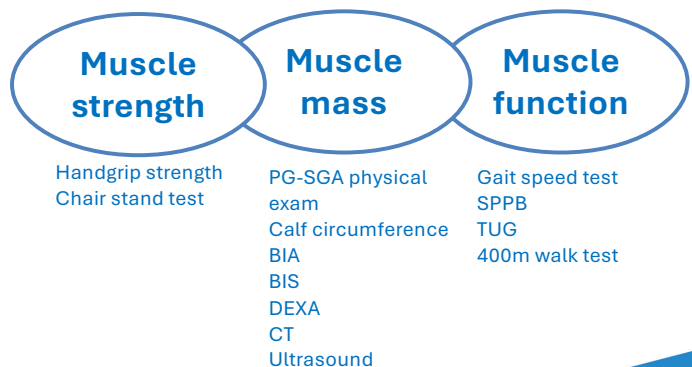 Muscle
strength
Handgrip strength
Chair stand test
Muscle
mass
PG-SGA physical
exam
Calf circumference
BIA
BIS
DEXA
CT
Ultrasound
Muscle
function
Gait speed test
SPPB
TUG
400m walk test